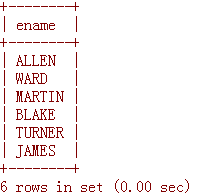 +--------+
| ename  |
+--------+
| ALLEN  |
| WARD   |
| MARTIN |
| BLAKE  |
| TURNER |
| JAMES  |
+--------+
6 rows in set (0.00 sec)